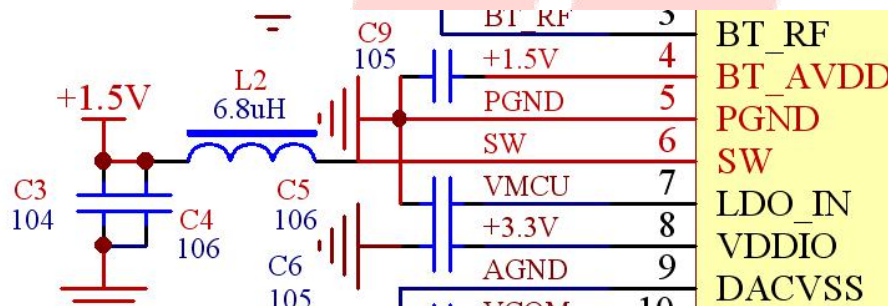 BT_RF 3 BT_RF
C9
105
+1.5V 4 BT_AVDD
L2
6.8uH
+1.5V
PGND 5 PGND
SW 6 SW
C3
104
C4
106
C5
106
VMCU 7 LDO_IN
+3.3V 8 VDDIO
C6
105
AGND 9 DACVSS
VCOM 10